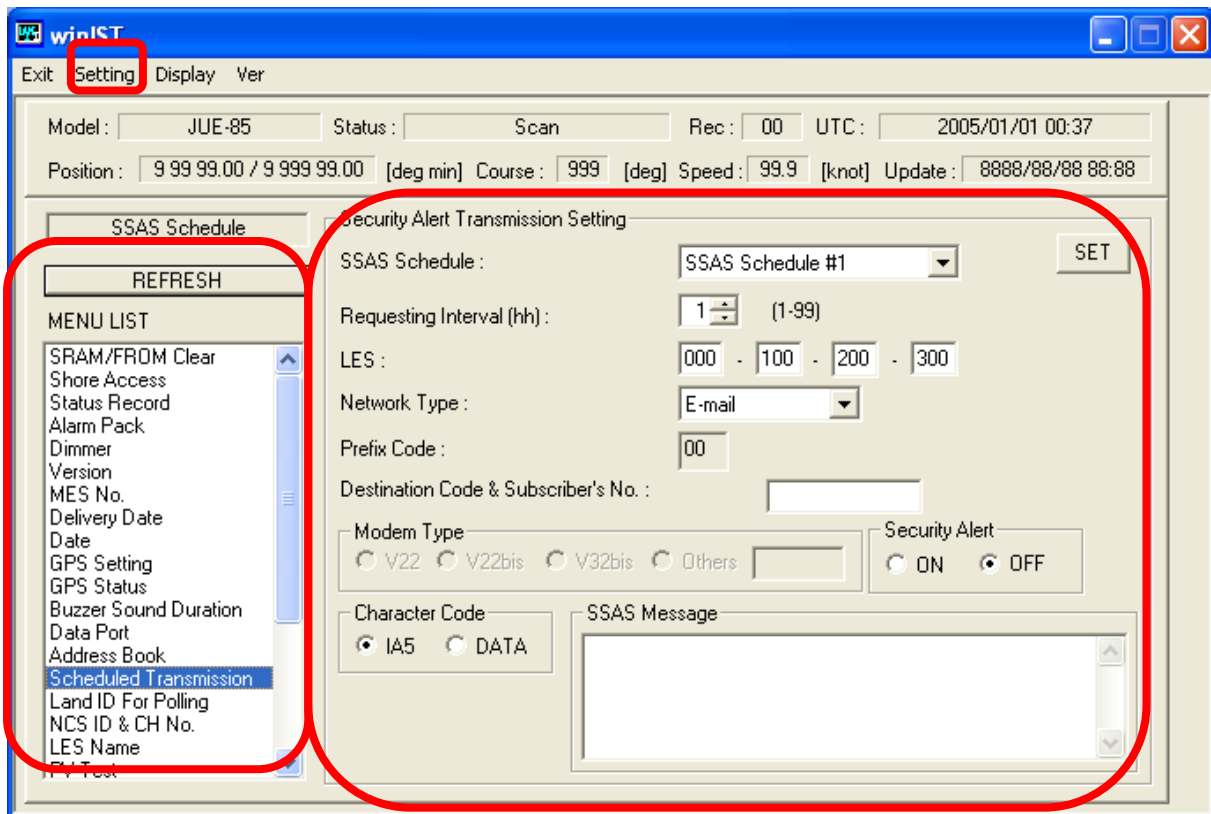 winIST
Exit Setting Display Ver
Model : JUE-85 Status : Scan Rec : 00 UTC : 2005/01/01 00:37
Position : 9 99 99.00 / 9 999 99.00 [deg min] Course : 999 [deg] Speed : 99.9 [knot] Update : 8888/88/88 88:88
SSAS Schedule
REFRESH
MENU LIST
SRAM/FROM Clear
Shore Access
Status Record
Alarm Pack
Dimmer
Version
MES No.
Delivery Date
Date
GPS Setting
GPS Status
Buzzer Sound Duration
Data Port
Address Book
Scheduled Transmission
Land ID For Polling
NCS ID & CH No.
LES Name
PV Test
Security Alert Transmission Setting
SET
SSAS Schedule : SSAS Schedule #1
Requesting Interval (hh) : 1 (1-99)
LES : 000 - 100 - 200 - 300
Network Type : E-mail
Prefix Code : 00
Destination Code & Subscriber's No. :
Modem Type
V22 V22bis V32bis Others
Security Alert
ON OFF
Character Code
IA5 DATA
SSAS Message